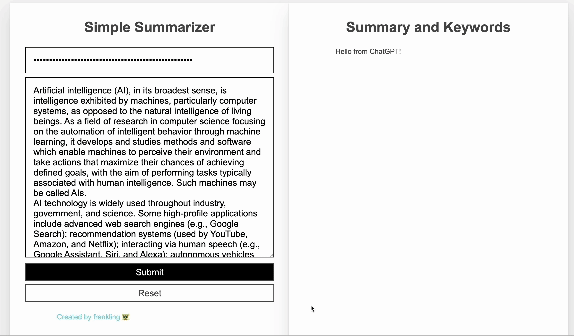 Simple Summarizer
Artificial intelligence (AI), in its broadest sense, is
intelligence exhibited by machines, particularly computer
systems, as opposed to the natural intelligence of living
beings. As a field of research in computer science focusing
on the automation of intelligent behavior through machine
learning, it develops and studies methods and software
which enable machines to perceive their environment and
take actions that maximize their chances of achieving
defined goals, with the aim of performing tasks typically
associated with human intelligence. Such machines may
be called AIs.
AI technology is widely used throughout industry,
government, and science. Some high-profile applications
include advanced web search engines (e.g., Google
Search); recommendation systems (used by YouTube,
Amazon, and Netflix); interacting via human speech (e.g.,
Google Assistant, Siri, and Alexa); autonomous vehicles
Submit
Reset
Created by frankling
Summary and Keywords
Hello from ChatGPT!